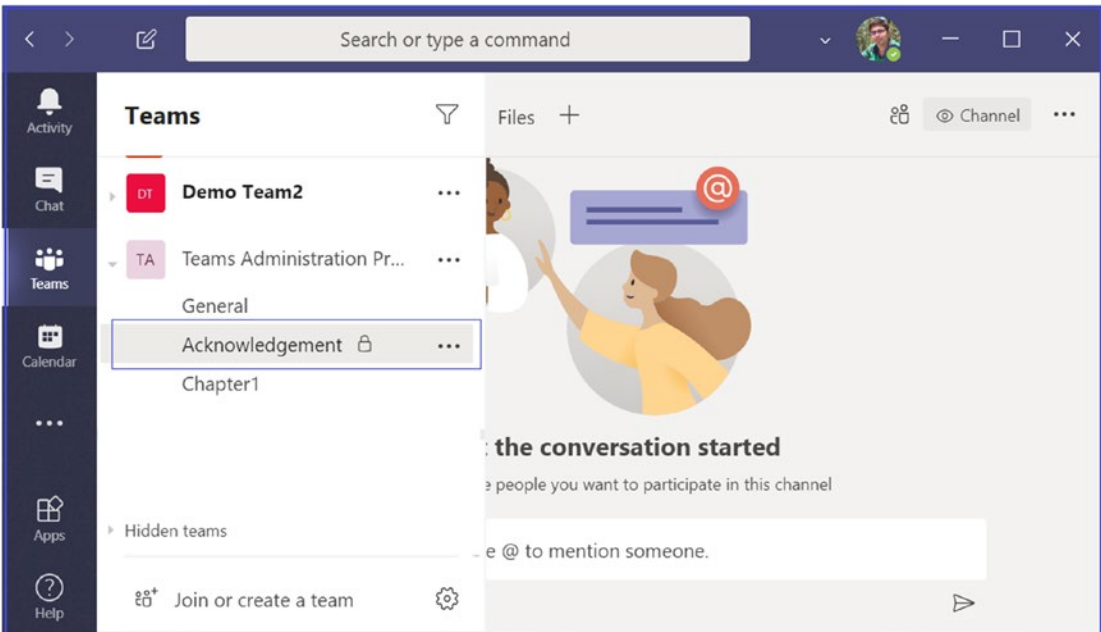 Search or type a command
Activity
Chat
Teams
Calendar
Apps
Help
Teams
DT Demo Team2
TA Teams Administration Pr...
General
Acknowledgement
Chapter1
Hidden teams
Join or create a team
Files
Channel
@
the conversation started
people you want to participate in this channel
@ to mention someone.